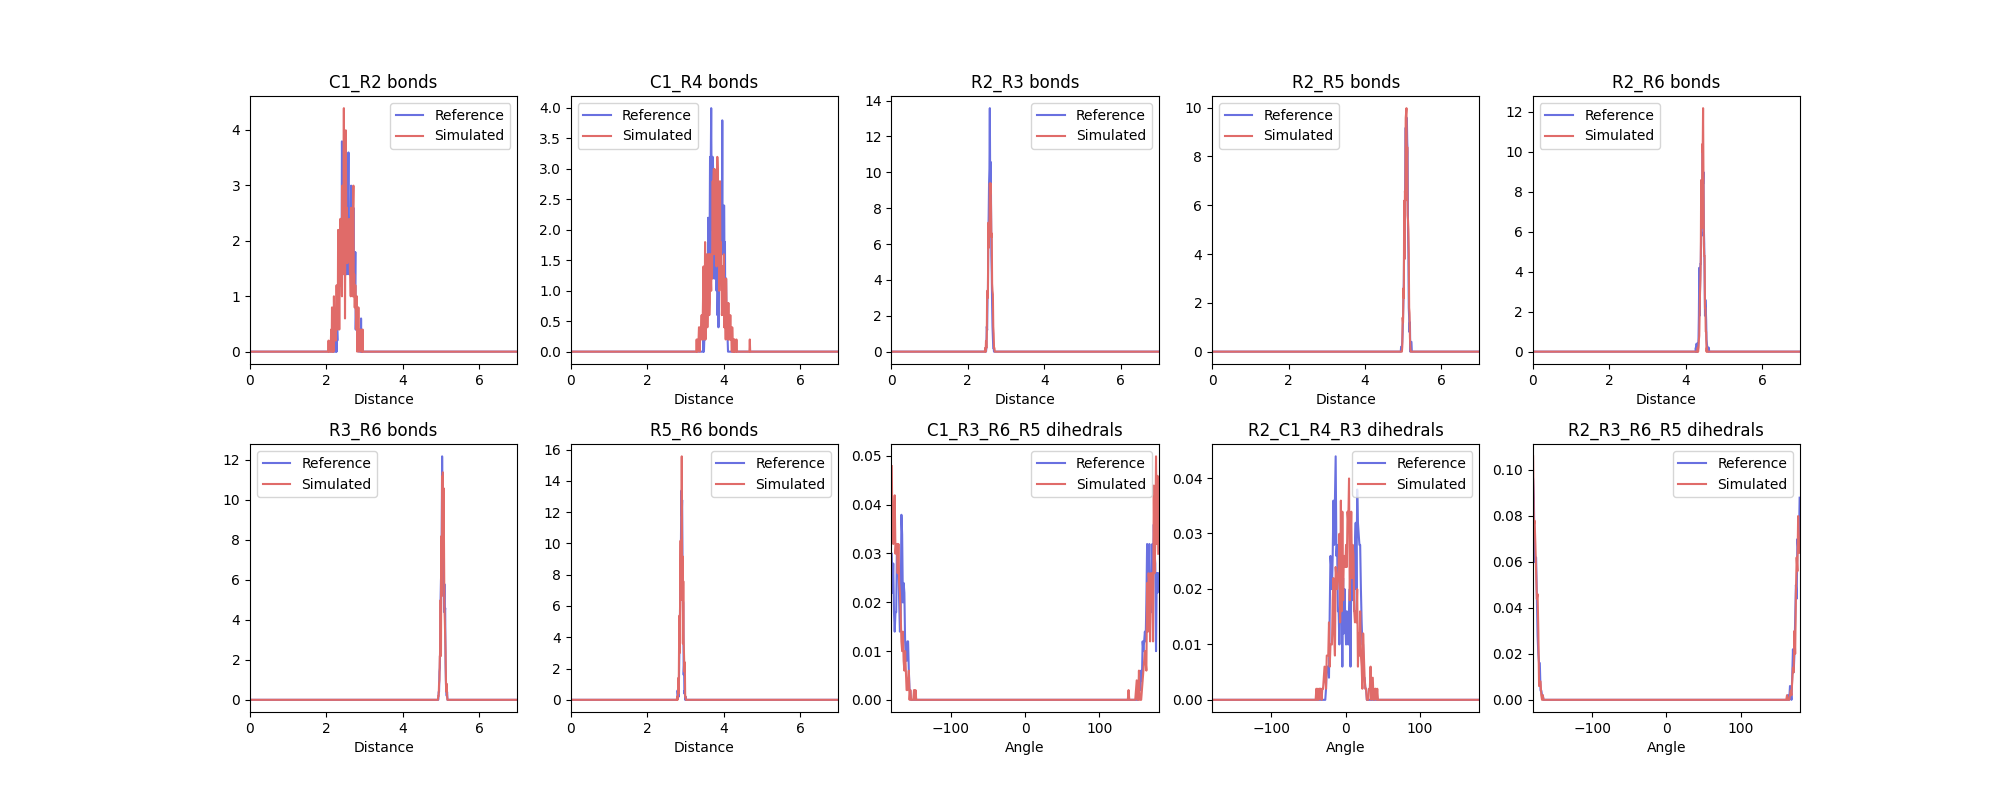 C1_R2 bonds
Reference
Simulated
4
3
2
1
0
0 2 4 6
Distance
C1_R4 bonds
Reference
Simulated
4.0
3.5
3.0
2.5
2.0
1.5
1.0
0.5
0.0
0 2 4 6
Distance
R2_R3 bonds
Reference
Simulated
14
12
10
8
6
4
2
0
0 2 4 6
Distance
R2_R5 bonds
Reference
Simulated
10
8
6
4
2
0
0 2 4 6
Distance
R2_R6 bonds
Reference
Simulated
12
10
8
6
4
2
0
0 2 4 6
Distance
R3_R6 bonds
Reference
Simulated
12
10
8
6
4
2
0
0 2 4 6
Distance
R5_R6 bonds
Reference
Simulated
16
14
12
10
8
6
4
2
0
0 2 4 6
Distance
C1_R3_R6_R5 dihedrals
Reference
Simulated
0.05
0.04
0.03
0.02
0.01
0.00
−100 0 100
Angle
R2_C1_R4_R3 dihedrals
Reference
Simulated
0.04
0.03
0.02
0.01
0.00
−100 0 100
Angle
R2_R3_R6_R5 dihedrals
Reference
Simulated
0.10
0.08
0.06
0.04
0.02
0.00
−100 0 100
Angle